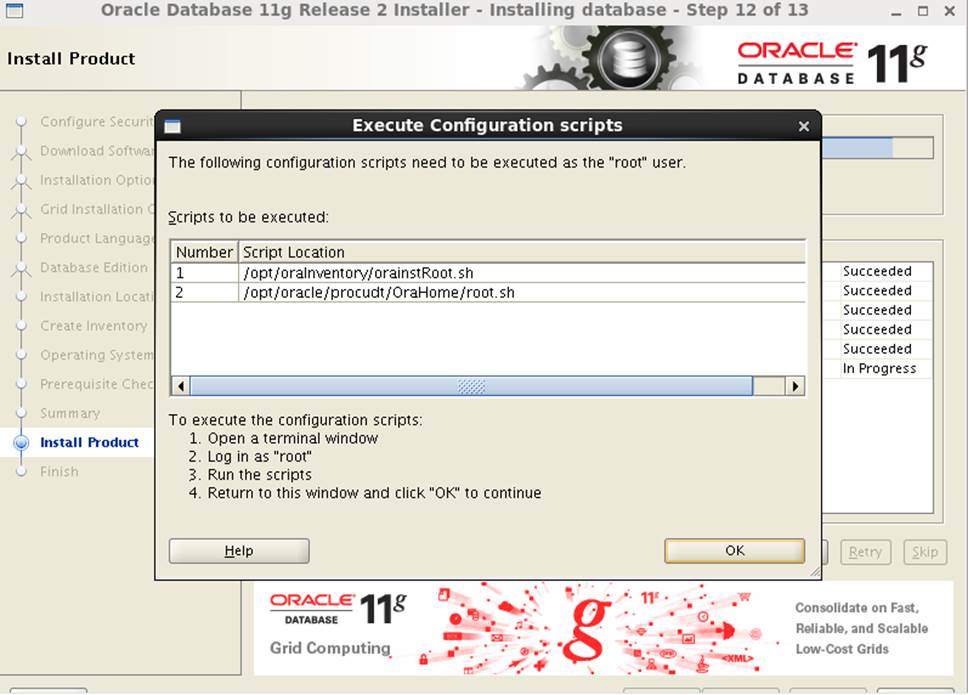 Oracle Database 11g Release 2 Installer - Installing database - Step 12 of 13
Install Product
ORACLE
DATABASE
11g
Configure Securit
Download Softwar
Installation Option
Grid Installation O
Product Language
Database Edition
Installation Locati
Create Inventory
Operating System
Prerequisite Chec
Summary
Install Product
Finish
Execute Configuration scripts
The following configuration scripts need to be executed as the "root" user.
Scripts to be executed:
Number Script Location
1 /opt/oraInventory/orainstRoot.sh
2 /opt/oracle/procudt/OraHome/root.sh
To execute the configuration scripts:
1. Open a terminal window
2. Log in as "root"
3. Run the scripts
4. Return to this window and click "OK" to continue
Help OK
Succeeded
Succeeded
Succeeded
Succeeded
Succeeded
In Progress
Retry Skip
ORACLE
DATABASE
11g
Grid Computing
g
11g
<XML>
Consolidate on Fast,
Reliable, and Scalable
Low-Cost Grids